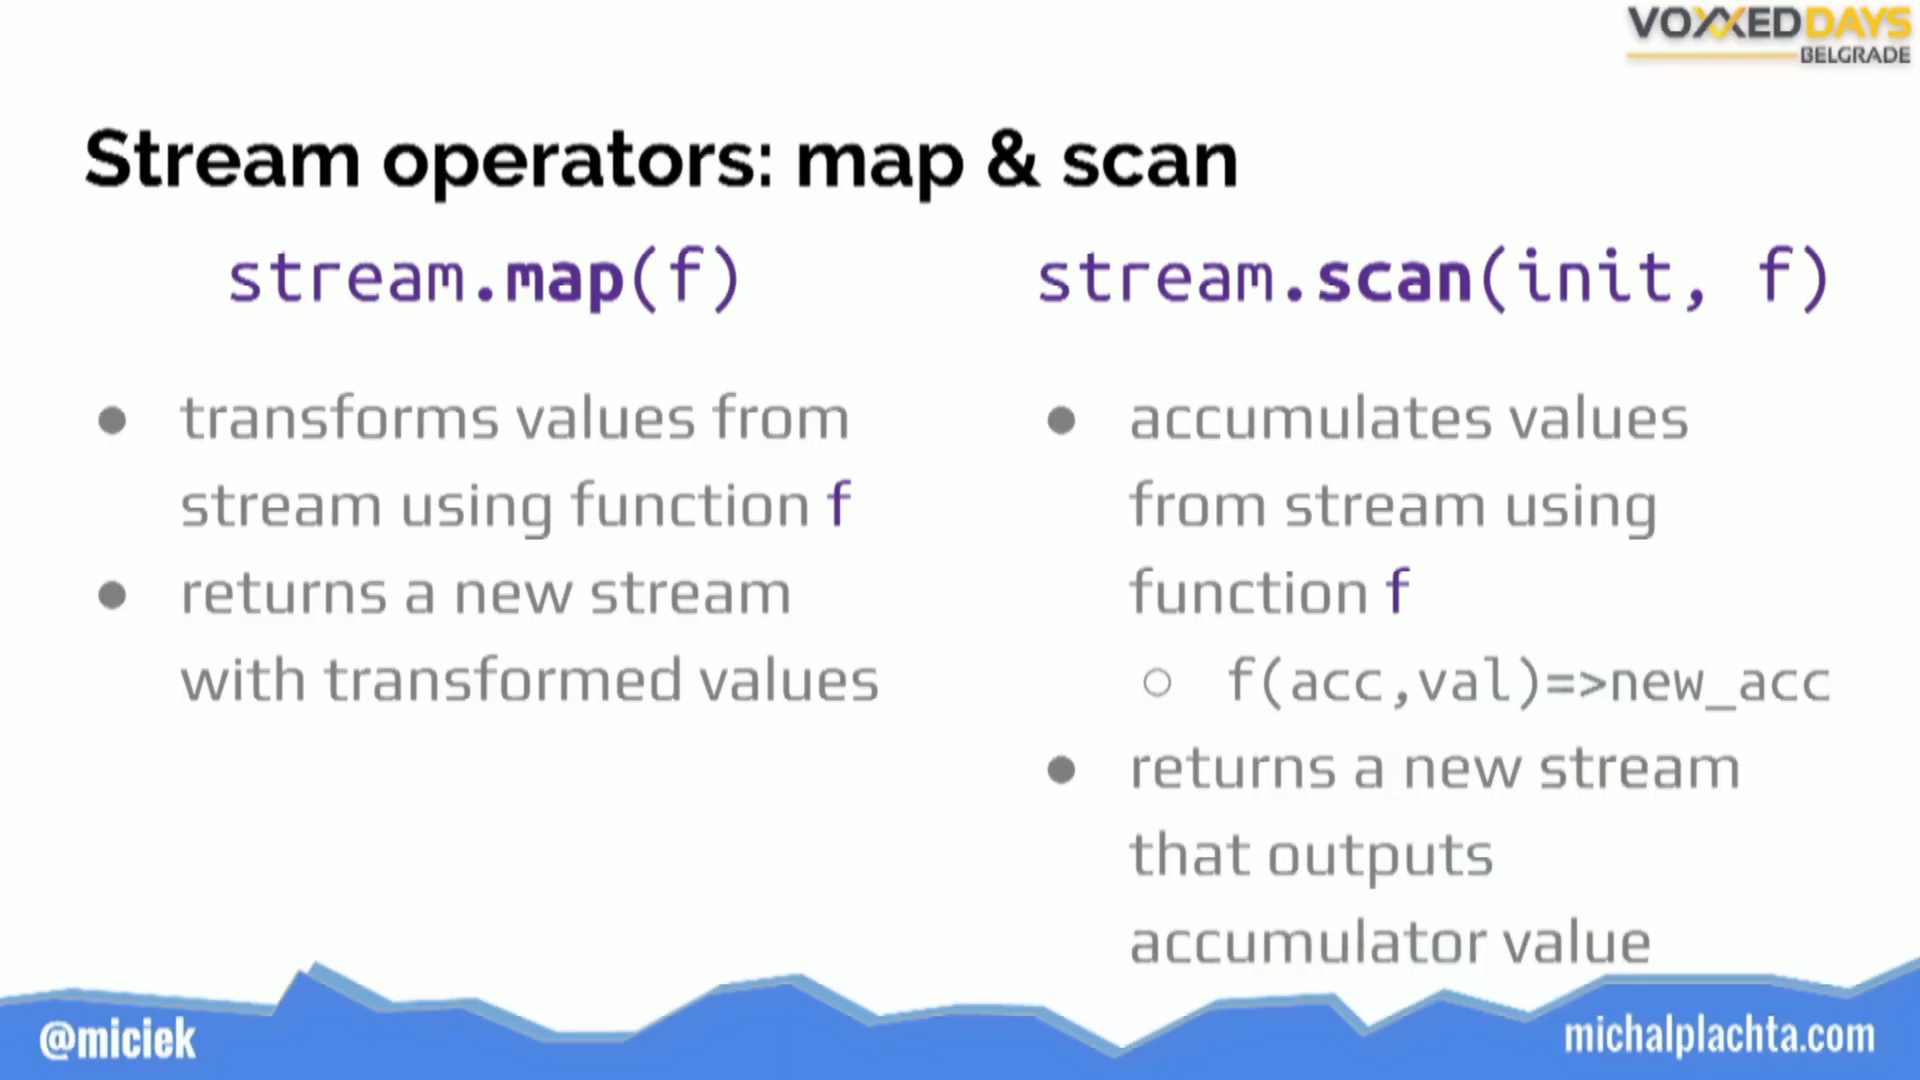 VOXXEDDAYS
BELGRADE
Stream operators: map & scan
stream.map(f)
● transforms values from
stream using function f
● returns a new stream
with transformed values
stream.scan(init, f)
● accumulates values
from stream using
function f
○ f(acc,val)=>new_acc
● returns a new stream
that outputs
accumulator value
@miciek
michalplachta.com